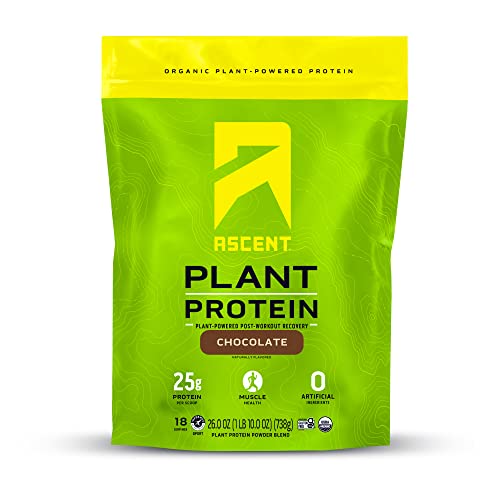 ORGANIC PLANT-POWERED PROTEIN
ASCENT
PLANT
PROTEIN
PLANT-POWERED POST-WORKOUT RECOVERY
CHOCOLATE
NATURALLY FLAVORED
25g
PROTEIN
PER SCOOP
MUSCLE
HEALTH
0
ARTIFICIAL
INGREDIENTS
18
SERVINGS
SPORT
26.0 OZ (1 LB 10.0 OZ) (738g)
PLANT PROTEIN POWDER BLEND